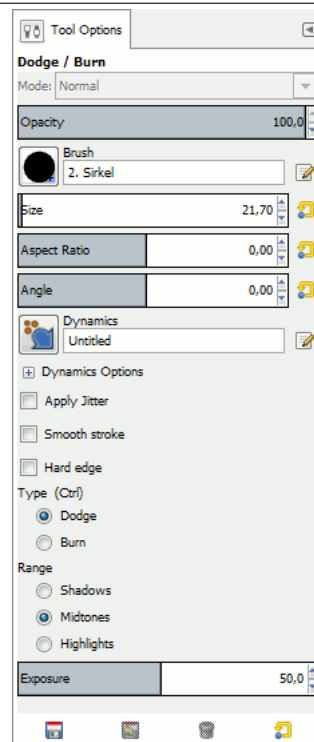 Tool Options
Dodge / Burn
Mode: Normal
Opacity 100,0
Brush
2. Sirkel
Size 21,70
Aspect Ratio 0,00
Angle 0,00
Dynamics
Untitled
Dynamics Options
Apply Jitter
Smooth stroke
Hard edge
Type (Ctrl)
Dodge
Burn
Range
Shadows
Midtones
Highlights
Exposure 50,0